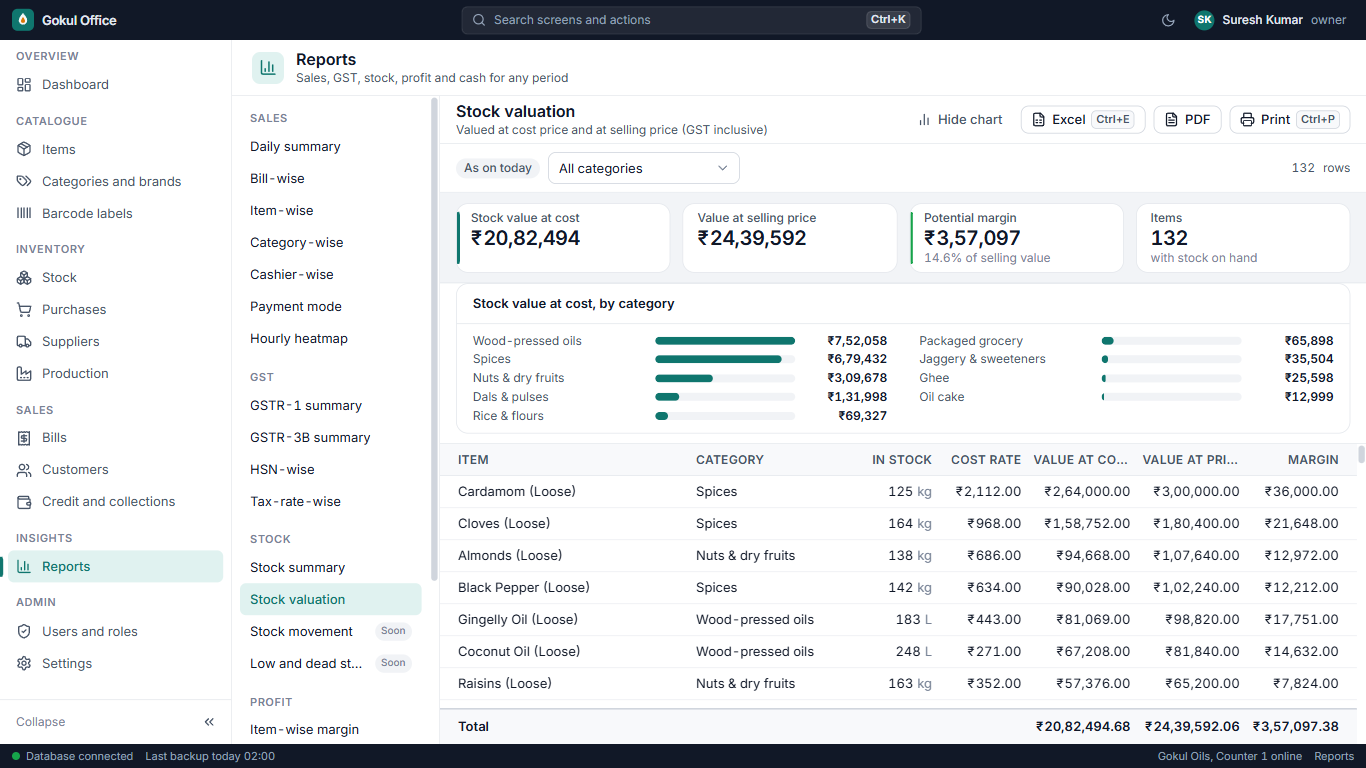 Gokul Office
Search screens and actions Ctrl+K
SK Suresh Kumar owner
OVERVIEW
Dashboard
CATALOGUE
Items
Categories and brands
Barcode labels
INVENTORY
Stock
Purchases
Suppliers
Production
SALES
Bills
Customers
Credit and collections
INSIGHTS
Reports
ADMIN
Users and roles
Settings
Collapse
Reports
Sales, GST, stock, profit and cash for any period
SALES
Daily summary
Bill-wise
Item-wise
Category-wise
Cashier-wise
Payment mode
Hourly heatmap
GST
GSTR-1 summary
GSTR-3B summary
HSN-wise
Tax-rate-wise
STOCK
Stock summary
Stock valuation
Stock movement Soon
Low and dead st... Soon
PROFIT
Item-wise margin
Stock valuation
Valued at cost price and at selling price (GST inclusive)
Hide chart Excel Ctrl+E PDF Print Ctrl+P
As on today All categories 132 rows
Stock value at cost
₹20,82,494
Value at selling price
₹24,39,592
Potential margin
₹3,57,097
14.6% of selling value
Items
132
with stock on hand
Stock value at cost, by category
Wood-pressed oils ₹7,52,058
Spices ₹6,79,432
Nuts & dry fruits ₹3,09,678
Dals & pulses ₹1,31,998
Rice & flours ₹69,327
Packaged grocery ₹65,898
Jaggery & sweeteners ₹35,504
Ghee ₹25,598
Oil cake ₹12,999
ITEM CATEGORY IN STOCK COST RATE VALUE AT CO... VALUE AT PRI... MARGIN
Cardamom (Loose) Spices 125 kg ₹2,112.00 ₹2,64,000.00 ₹3,00,000.00 ₹36,000.00
Cloves (Loose) Spices 164 kg ₹968.00 ₹1,58,752.00 ₹1,80,400.00 ₹21,648.00
Almonds (Loose) Nuts & dry fruits 138 kg ₹686.00 ₹94,668.00 ₹1,07,640.00 ₹12,972.00
Black Pepper (Loose) Spices 142 kg ₹634.00 ₹90,028.00 ₹1,02,240.00 ₹12,212.00
Gingelly Oil (Loose) Wood-pressed oils 183 L ₹443.00 ₹81,069.00 ₹98,820.00 ₹17,751.00
Coconut Oil (Loose) Wood-pressed oils 248 L ₹271.00 ₹67,208.00 ₹81,840.00 ₹14,632.00
Raisins (Loose) Nuts & dry fruits 163 kg ₹352.00 ₹57,376.00 ₹65,200.00 ₹7,824.00
Total ₹20,82,494.68 ₹24,39,592.06 ₹3,57,097.38
Database connected Last backup today 02:00
Gokul Oils, Counter 1 online Reports